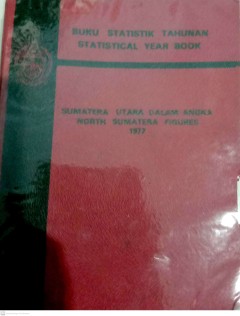 BUKU STATISTIK TAHUNAN
STATISTICAL YEAR BOOK
SUMATERA UTARA DALAM ANGKA
NORTH SUMATERA FIGURES
1977